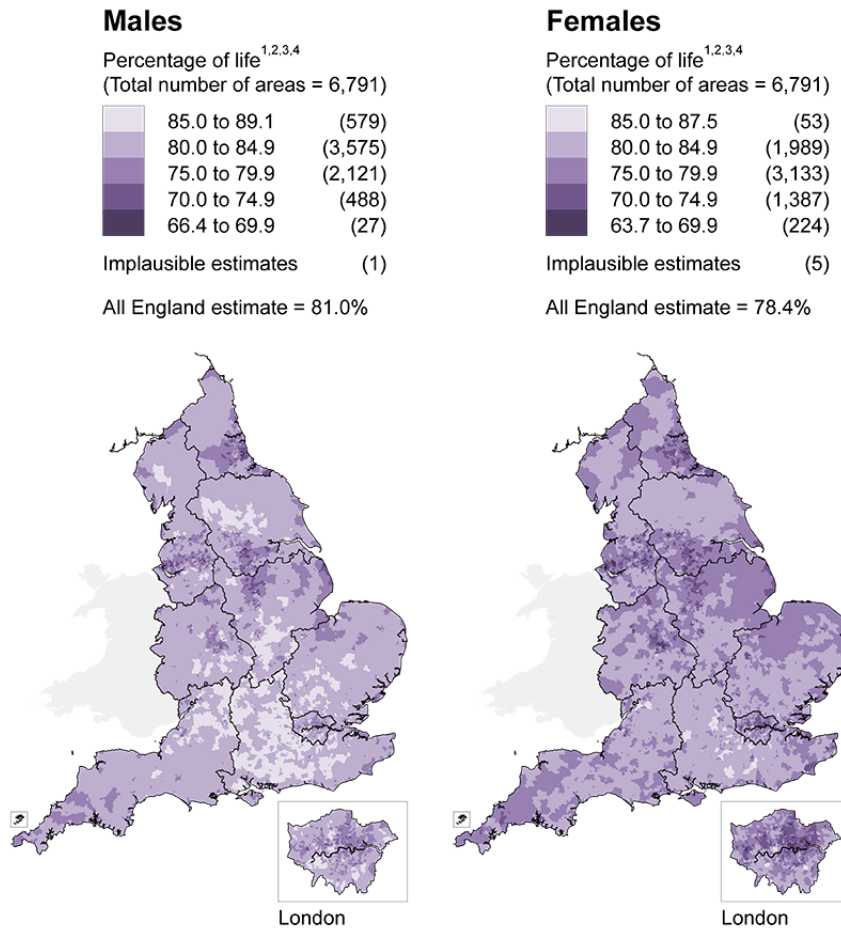 Males
Percentage of life1,2,3,4
(Total number of areas = 6,791)
85.0 to 89.1 (579)
80.0 to 84.9 (3,575)
75.0 to 79.9 (2,121)
70.0 to 74.9 (488)
66.4 to 69.9 (27)
Implausible estimates (1)
All England estimate = 81.0%
London
Females
Percentage of life1,2,3,4
(Total number of areas = 6,791)
85.0 to 87.5 (53)
80.0 to 84.9 (1,989)
75.0 to 79.9 (3,133)
70.0 to 74.9 (1,387)
63.7 to 69.9 (224)
Implausible estimates (5)
All England estimate = 78.4%
London